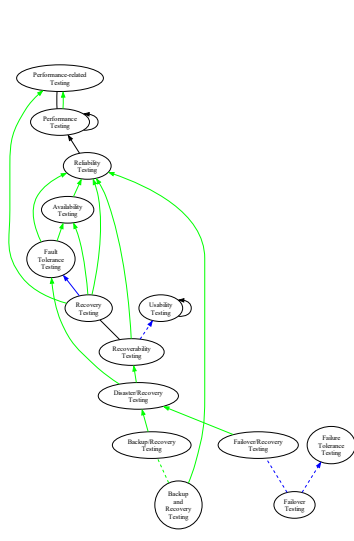 Performance-related
Testing
Performance
Testing
Reliability
Testing
Availability
Testing
Fault
Tolerance
Testing
Recovery
Testing
Usability
Testing
Recoverability
Testing
Disaster/Recovery
Testing
Backup/Recovery
Testing
Failover/Recovery
Testing
Failure
Tolerance
Testing
Backup
and
Recovery
Testing
Failover
Testing